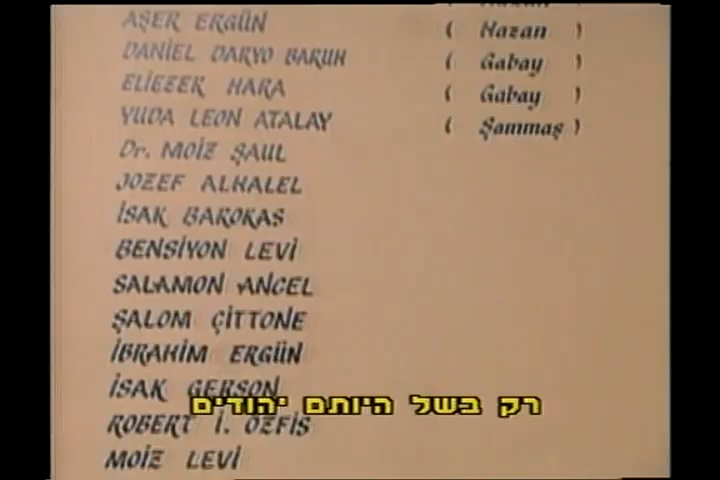 AŞER ERGÜN ( Hazan )
DANİEL DARYO BARUH ( Gabay )
ELİEZER HARA ( Gabay )
YUDA LEON ATALAY ( Şammaş )
Dr. MOİZ ŞAUL
JOZEF ALHALEL
İSAK BAROKAS
BENSİYON LEVİ
SALAMON ANCEL
ŞALOM ÇİTTONE
İBRAHİM ERGÜN
İSAK GERSON
רק בשל היותם יהודים
ROBERT İ. ÖZFİS
MOİZ LEVİ